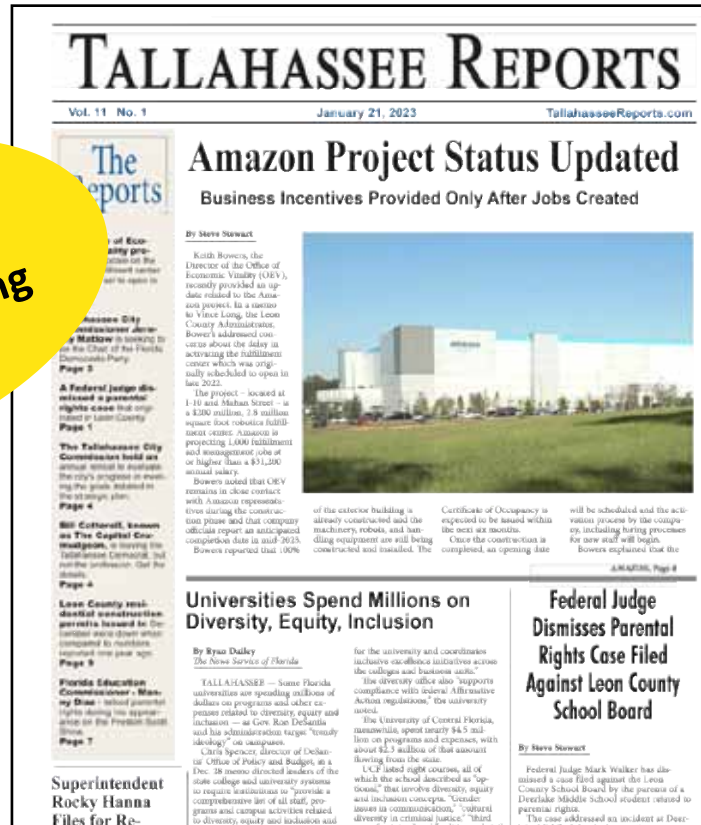 TALLAHASSEE REPORTS
Vol. 11 No. 1
January 21, 2023
TallahasseeReports.com
The
Reports
ng
of Eco-
Commissioner Jere-
my Matlow is seeking to
be the Chair of the Florida
Democratic Party.
Page 3
A Federal judge dis-
missed a parental
rights case that origi-
nated in Leon County.
Page 1
The Tallahassee City
Commission held an
annual retreat to evaluate
the city's progress in meet-
ing the goals detailed in
the strategic plan.
Page 4
Bill Cotterell, known
as The Capital Cur-
mudgeon, is leaving the
Tallahassee Democrat, but
not the profession. Get the
details.
Page 4
Leon County resi-
dential construction
permits issued in De-
cember were down when
compared to numbers
reported one year ago.
Page 9
Florida Education
Commissioner - Man-
ny Diaz - talked parental
rights during his appear-
ance on the Preston Scott
Show.
Page 7
Superintendent
Rocky Hanna
Files for Re-
Amazon Project Status Updated
Business Incentives Provided Only After Jobs Created
By Steve Stewart
Keith Bowers, the
Director of the Office of
Economic Vitality (OEV),
recently provided an up-
date related to the Ama-
zon project. In a memo
to Vince Long, the Leon
County Administrator,
Bower's addressed con-
cerns about the delay in
activating the fulfillment
center which was origi-
nally scheduled to open in
late 2022.
The project – located at
I-10 and Mahan Street – is
a $200 million, 2.8 million
square foot robotics fulfill-
ment center. Amazon is
projecting 1,000 fulfillment
and management jobs at
or higher than a $31,200
annual salary.
Bowers noted that OEV
remains in close contact
with Amazon representa-
tives during the construc-
tion phase and that company
officials report an anticipated
completion date in mid-2023.
Bowers reported that 100%
of the exterior building is
already constructed and the
machinery, robots, and han-
dling equipment are still being
constructed and installed. The
Certificate of Occupancy is
expected to be issued within
the next six months.
Once the construction is
completed, an opening date
will be scheduled and the acti-
vation process by the compa-
ny, including hiring processes
for new staff will begin.
Bowers explained that the
AMAZON, Page 8
Universities Spend Millions on
Diversity, Equity, Inclusion
By Ryan Dailey
The News Service of Florida
TALLAHASSEE — Some Florida
universities are spending millions of
dollars on programs and other ex-
penses related to diversity, equity and
inclusion — as Gov. Ron DeSantis
and his administration target "trendy
ideology" on campuses.
Chris Spencer, director of DeSan-
tis' Office of Policy and Budget, in a
Dec. 28 memo directed leaders of the
state college and university systems
to require institutions to "provide a
comprehensive list of all staff, pro-
grams and campus activities related
to diversity, equity and inclusion and
for the university and coordinates
inclusive excellence initiatives across
the colleges and business units."
The diversity office also "supports
compliance with federal Affirmative
Action regulations," the university
noted.
The University of Central Florida,
meanwhile, spent nearly $4.5 mil-
lion on programs and expenses, with
about $2.5 million of that amount
flowing from the state.
UCF listed eight courses, all of
which the school described as "op-
tional," that involve diversity, equity
and inclusion concepts. "Gender
issues in communication," "cultural
diversity in criminal justice," "third
Federal Judge
Dismisses Parental
Rights Case Filed
Against Leon County
School Board
By Steve Stewart
Federal Judge Mark Walker has dis-
missed a case filed against the Leon
County School Board by the parents of a
Deerlake Middle School student related to
parental rights.
The case addressed an incident at Deer-